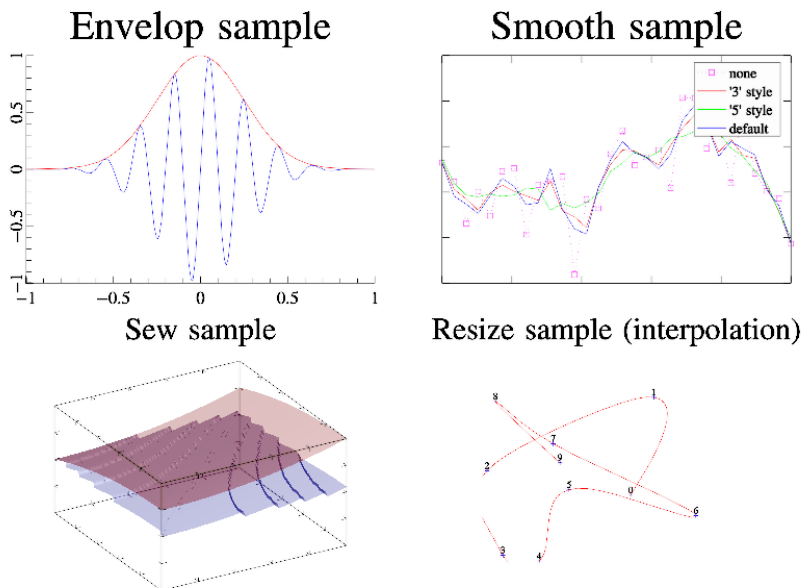 Envelop sample
Smooth sample
1
0.5
0
−0.5
−1
−1
−0.5
0
0.5
1
none
'3' style
'5' style
default
Sew sample
Resize sample (interpolation)
8
1
7
9
2
5
0
6
3
4